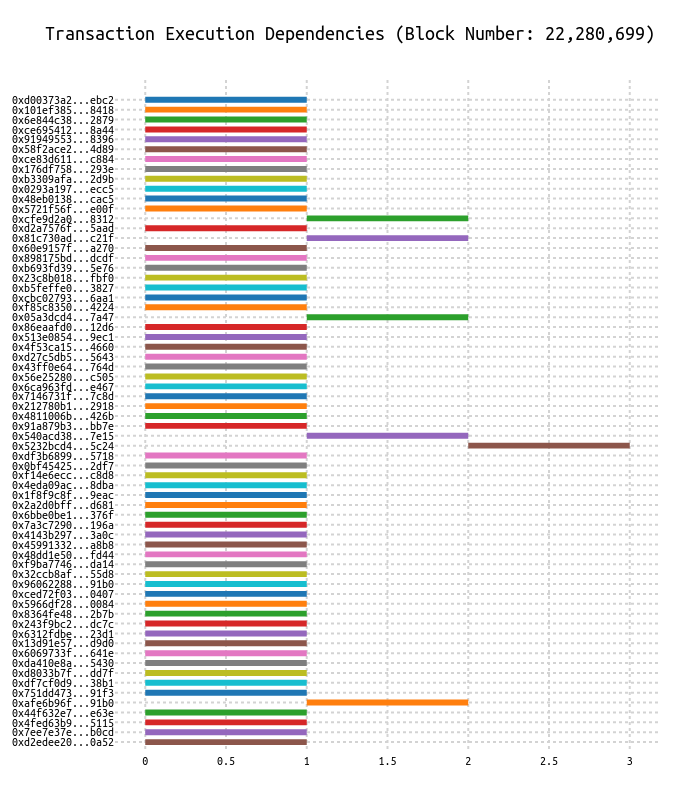 Transaction Execution Dependencies (Block Number: 22,280,699)
0xd00373a2...ebc2
0x101ef385...8418
0x6e844c38...2879
0xce695412...8a44
0x91949553...8396
0x58f2ace2...4d89
0xce83d611...c884
0x176df758...293e
0xb3309afa...2d9b
0x0293a197...ecc5
0x48eb0138...cac5
0x5721f56f...e00f
0xcfe9d2a0...8312
0xd2a7576f...5aad
0x81c730ad...c21f
0x60e9157f...a270
0x898175bd...dcdf
0xb693fd39...5e76
0x23c8b018...fbf0
0xb5feffe0...3827
0xcbc02793...6aa1
0xf85c8350...4224
0x05a3dcd4...7a47
0x86eaafd0...12d6
0x513e0854...9ec1
0x4f53ca15...4660
0xd27c5db5...5643
0x43ff0e64...764d
0x56e25280...c505
0x6ca963fd...e467
0x7146731f...7c8d
0x212780b1...2918
0x4811006b...426b
0x91a879b3...bb7e
0x540acd38...7e15
0x5232bcd4...5c24
0xdf3b6899...5718
0x0bf45425...2df7
0xf14e6ecc...c8d8
0x4eda09ac...8dba
0x1f8f9c8f...9eac
0x2a2d0bff...d681
0x6bbe0be1...376f
0x7a3c7290...196a
0x4143b297...3a0c
0x45991332...a8b8
0x48dd1e50...fd44
0xf9ba7746...da14
0x32ccb8af...55d8
0x96062288...91b0
0xced72f03...0407
0x5966df28...0084
0x8364fe48...2b7b
0x243f9bc2...dc7c
0x6312fdbe...23d1
0x13d91e57...d9d0
0x6069733f...641e
0xda410e8a...5430
0xd8033b7f...dd7f
0xdf7cf0d9...38b1
0x751dd473...91f3
0xafe6b96f...91b0
0x44f632e7...e63e
0x4fed63b9...5115
0x7ee7e37e...b0cd
0xd2edee20...0a52
0 0.5 1 1.5 2 2.5 3